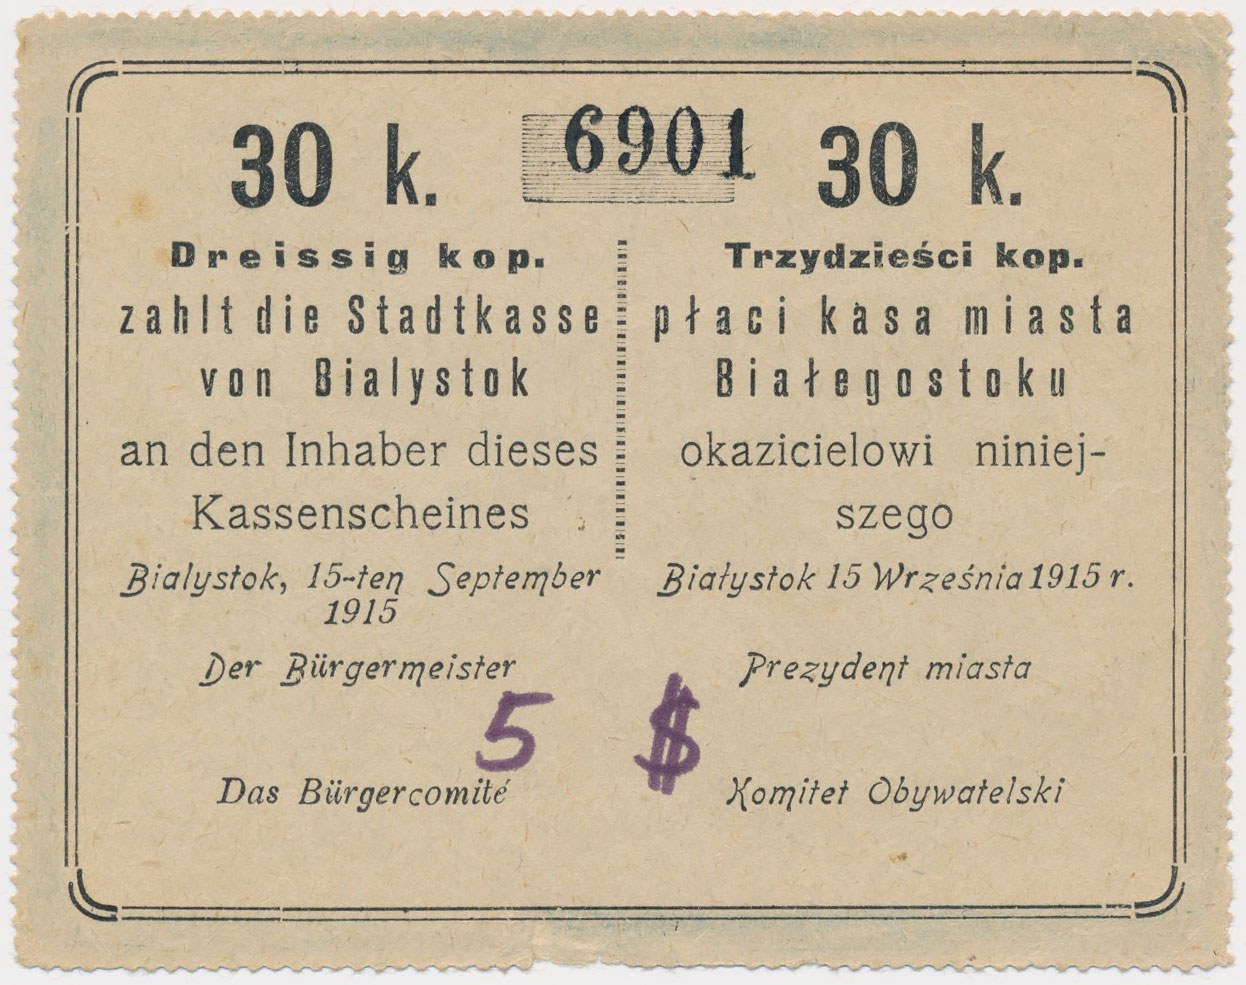 30 k.
6901
30 k.
Dreissig kop.
zahlt die Stadtkasse
von Bialystok
an den Inhaber dieses
Kassenscheines
Bialystok, 15-ten September
1915
Der Bürgermeister
Das Bürgercomité
Trzydzieści kop.
płaci kasa miasta
Białegostoku
okazicielowi niniej-
szego
Białystok 15 Września 1915 r.
Prezydent miasta
Komitet Obywatelski
5 $